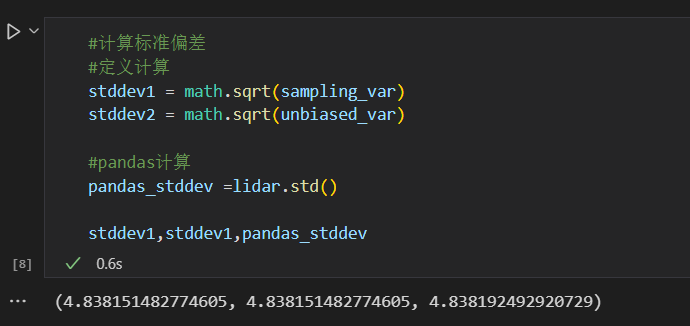 #计算标准偏差
#定义计算
stddev1 = math.sqrt(sampling_var)
stddev2 = math.sqrt(unbiased_var)
#pandas计算
pandas_stddev =lidar.std()
stddev1,stddev1,pandas_stddev
[8]
0.6s
... (4.838151482774605, 4.838151482774605, 4.838192492920729)